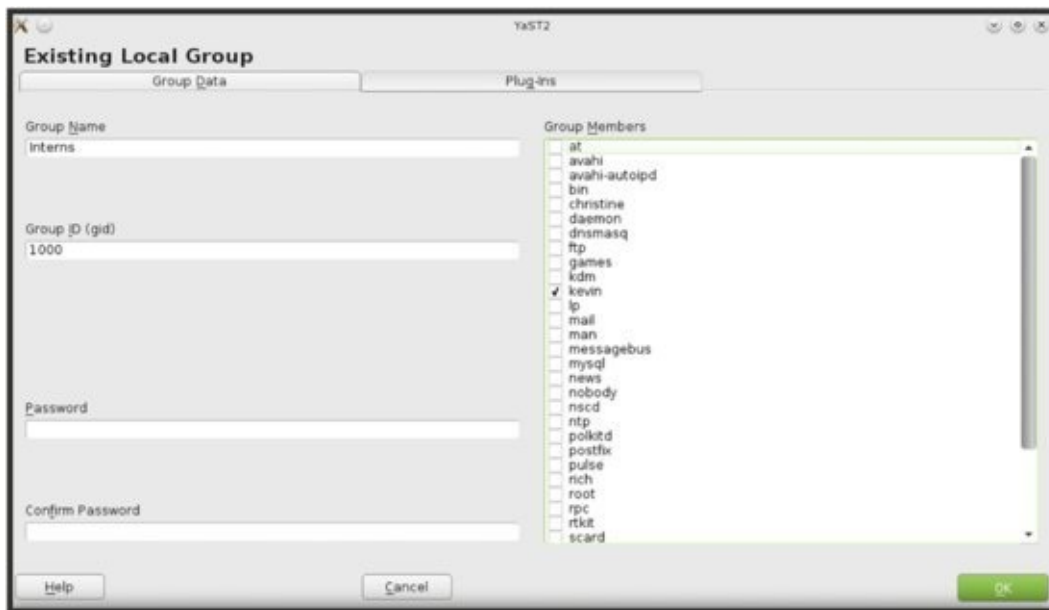 YaST2
Existing Local Group
Group Data
Plug-Ins
Group Name
Interns
Group ID (gid)
1000
Password
Confirm Password
Group Members
at
avahi
avahi-autoipd
bin
christine
daemon
dnsmasq
ftp
games
kdm
kevin
lp
mail
man
messagebus
mysql
news
nobody
nscd
ntp
polkitd
postfix
pulse
rich
root
rpc
rtkit
scard
Help
Cancel
OK